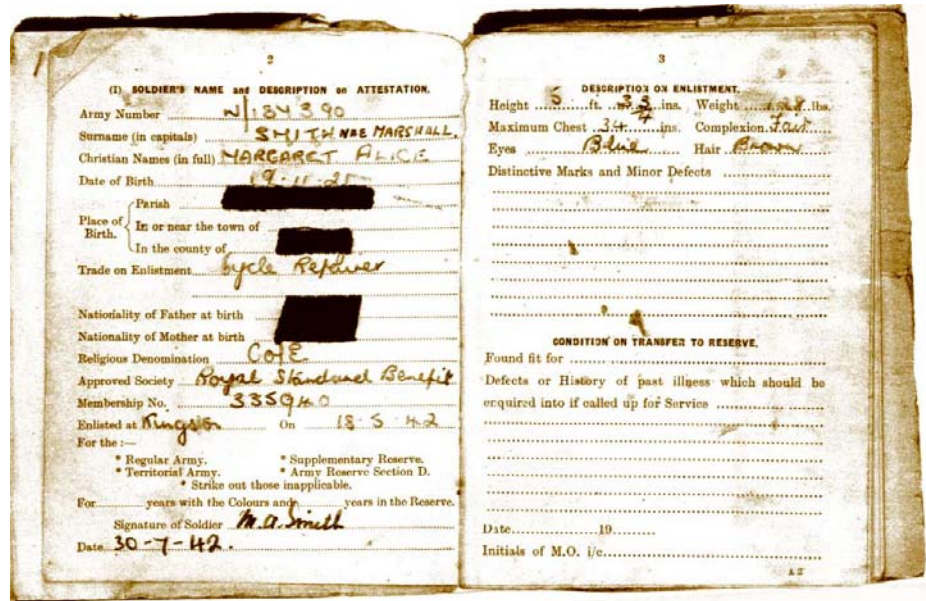 2
(I) SOLDIER'S NAME and DESCRIPTION on ATTESTATION.
Army Number W/184390
Surname (in capitals) SMITH NEE MARSHALL.
Christian Names (in full) MARGARET ALICE
Date of Birth 19.11.25
Place of Birth.
Parish
In or near the town of
In the county of
Trade on Enlistment Cycle Repairer
Nationality of Father at birth
Nationality of Mother at birth
Religious Denomination C of E
Approved Society Royal Standard Benefit
Membership No. 335940
Enlisted at Kingston On 18.5.42
For the :—
* Regular Army. * Supplementary Reserve.
* Territorial Army. * Army Reserve Section D.
* Strike out those inapplicable.
For years with the Colours and years in the Reserve.
Signature of Soldier M.A. Smith
Date 30-7-42.
3
DESCRIPTION ON ENLISTMENT.
Height 5 ft. ins. Weight lbs.
Maximum Chest 34 ins. Complexion Fair
Eyes Blue Hair Brown
Distinctive Marks and Minor Defects
CONDITION ON TRANSFER TO RESERVE.
Found fit for
Defects or History of past illness which should be
enquired into if called up for Service
Date 19
Initials of M.O. i/c